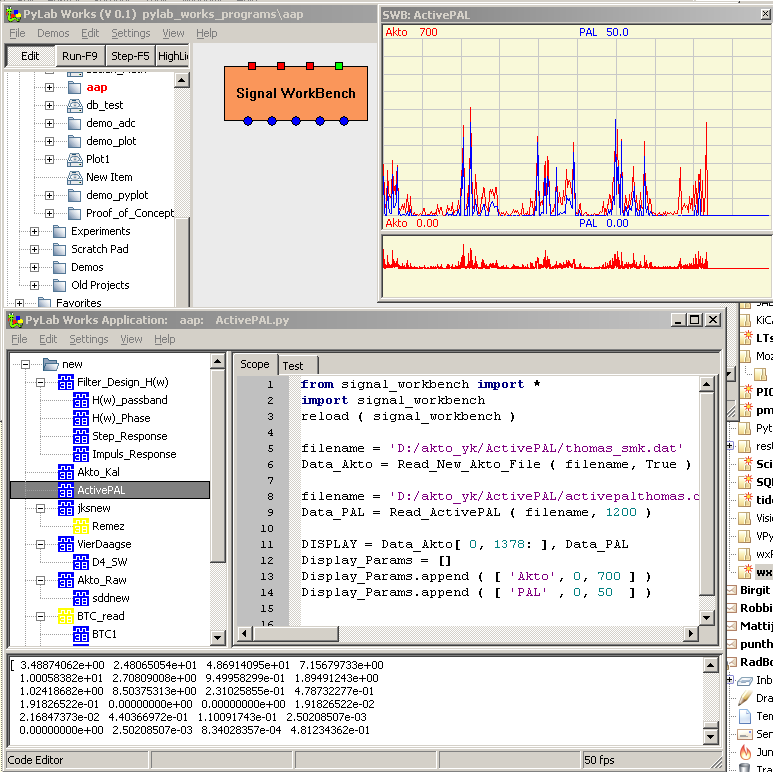 PyLab Works (V 0.1) pylab_works_programs\aap
File Demos Edit Settings View Help
Edit Run-F9 Step-F5
aap
db_test
demo_adc
demo_plot
Plot1
New Item
demo_pyplot
Proof_of_Concept
Experiments
Scratch Pad
Demos
Old Projects
Favorites
Signal WorkBench
SWB: ActivePAL
Akto 700 PAL 50.0
Akto 0.00 PAL 0.00
PyLab Works Application: aap: ActivePAL.py
File Edit Settings View Help
new
Filter_Design_H(w)
H(w)_passband
H(w)_Phase
Step_Response
Impuls_Response
Akto_Kal
ActivePAL
jksnew
Remez
VierDaagse
D4_SW
Akto_Raw
sddnew
BTC_read
BTC1
Scope Test
1 from signal_workbench import *
2 import signal_workbench
3 reload ( signal_workbench )
4
5 filename = 'D:/akto_yk/ActivePAL/thomas_smk.dat'
6 Data_Akto = Read_New_Akto_File ( filename, True )
7
8 filename = 'D:/akto_yk/ActivePAL/activepalthomas.
9 Data_PAL = Read_ActivePAL ( filename, 1200 )
10
11 DISPLAY = Data_Akto[ 0, 1378: ], Data_PAL
12 Display_Params = []
13 Display_Params.append ( [ 'Akto', 0, 700 ] )
14 Display_Params.append ( [ 'PAL' , 0, 50 ] )
15
16
[ 3.48874062e+00 2.48065054e+01 4.86914095e+01 7.15679733e+00
1.00058382e+01 2.70809008e+00 9.49958299e-01 1.89491243e+00
1.02193682e+00 8.50375313e+00 2.31025855e-01 4.78732277e-01
1.91826522e-01 0.00000000e+00 0.00000000e+00 1.91826522e-02
2.16847373e-02 4.40366972e-01 1.10091743e-01 2.50208507e-03
0.00000000e+00 2.50208507e-03 8.34028357e-04 4.81234362e-01
Code Editor 50 fps
KiCa
LTs
Moz
PIC
pm
Pyt
res
Sci
SQ
tid
Visi
VPy
wxF
wx
Birgit
Robbi
Mattij
punth
RadBo
Inb
Dra
Ten
Sen
Jun